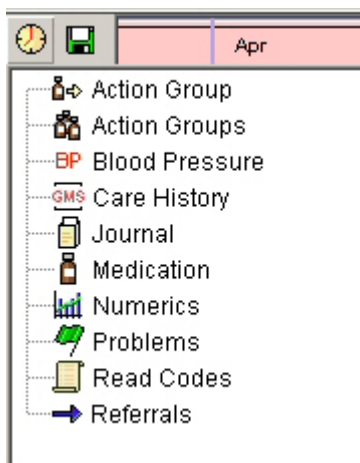 Apr
Action Group
Action Groups
BP Blood Pressure
GMS Care History
Journal
Medication
Numerics
Problems
Read Codes
Referrals